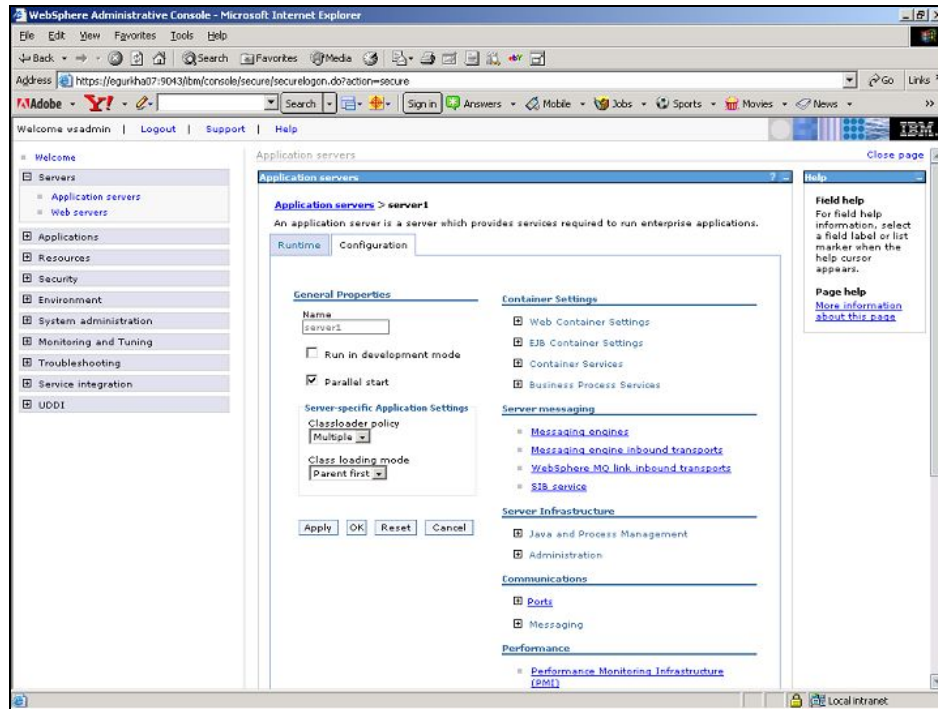 WebSphere Administrative Console - Microsoft Internet Explorer
File Edit View Favorites Tools Help
Back Search Favorites Media
Address https://egurkha07:9043/ibm/console/secure/securelogon.do?action=secure Go Links
Adobe Y! Search Sign in Answers Mobile Jobs Sports Movies News
Welcome vsadmin | Logout | Support | Help IBM.
Welcome
Servers
Application servers
Web servers
Applications
Resources
Security
Environment
System administration
Monitoring and Tuning
Troubleshooting
Service integration
UDDI
Application servers Close page
Application servers ?
Application servers > server1
An application server is a server which provides services required to run enterprise applications.
Runtime Configuration
General Properties
Name
server1
Run in development mode
Parallel start
Server-specific Application Settings
Classloader policy
Multiple
Class loading mode
Parent first
Apply OK Reset Cancel
Container Settings
Web Container Settings
EJB Container Settings
Container Services
Business Process Services
Server messaging
Messaging engines
Messaging engine inbound transports
WebSphere MQ link inbound transports
SIB service
Server Infrastructure
Java and Process Management
Administration
Communications
Ports
Messaging
Performance
Performance Monitoring Infrastructure
(PMI)
Help
Field help
For field help
information, select
a field label or list
marker when the
help cursor
appears.
Page help
More information
about this page
Local intranet